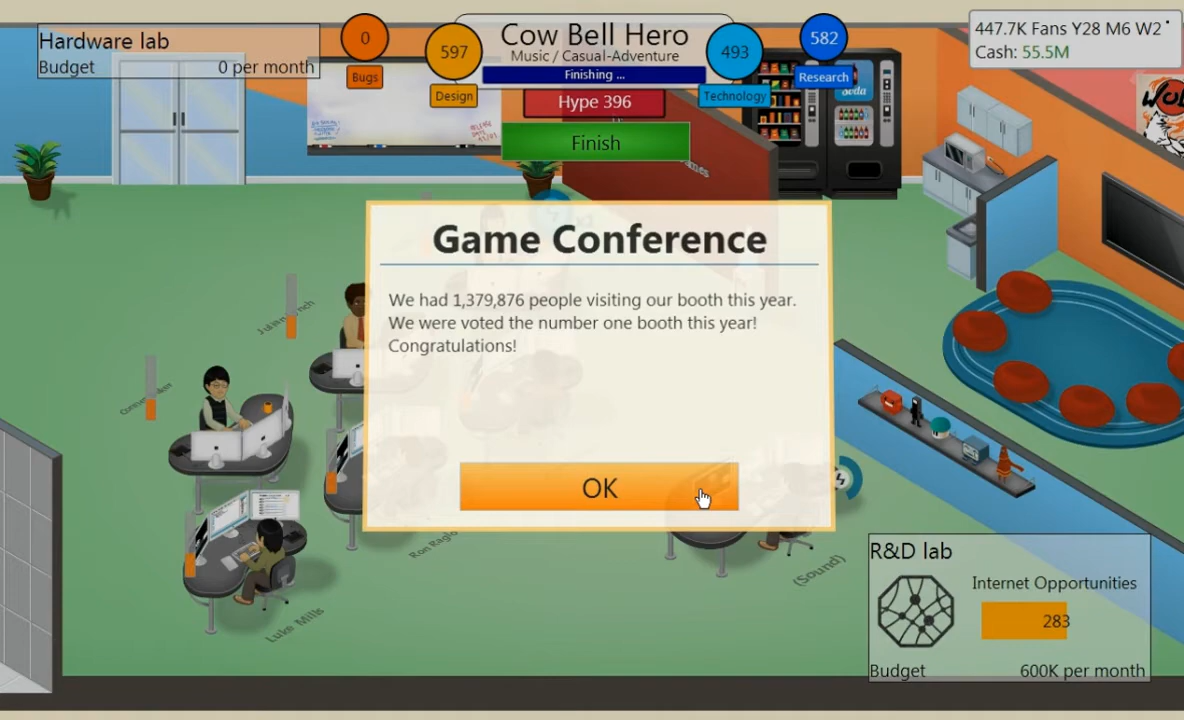 Hardware lab
Budget 0 per month
0
Bugs
597
Design
Cow Bell Hero
Music / Casual-Adventure
Finishing ...
Hype 396
Finish
493
Technology
582
Research
447.7K Fans Y28 M6 W2
Cash: 55.5M
Soda
Game Conference
We had 1,379,876 people visiting our booth this year.
We were voted the number one booth this year!
Congratulations!
OK
Luke Mills
(Sound)
R&D lab
Internet Opportunities
283
Budget 600K per month